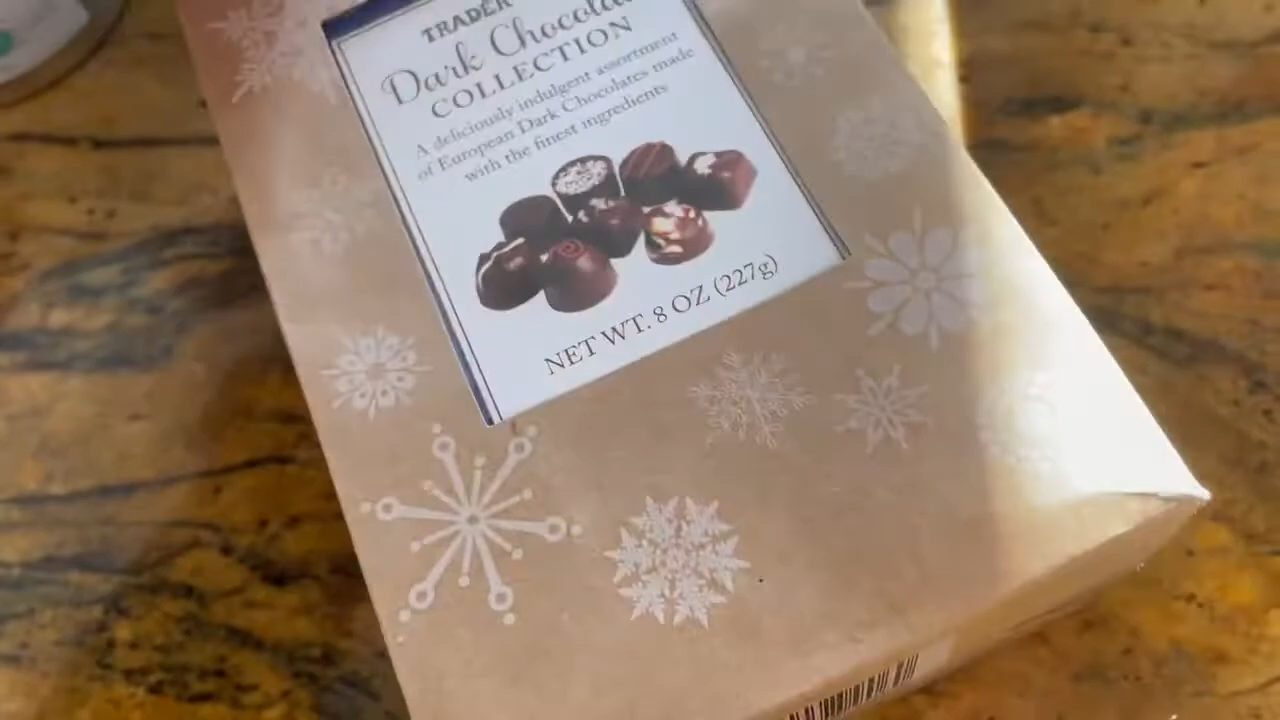 TRADER
Dark Chocolat
COLLECTION
A deliciously indulgent assortment
of European Dark Chocolates made
with the finest ingredients
NET WT. 8 OZ (227g)